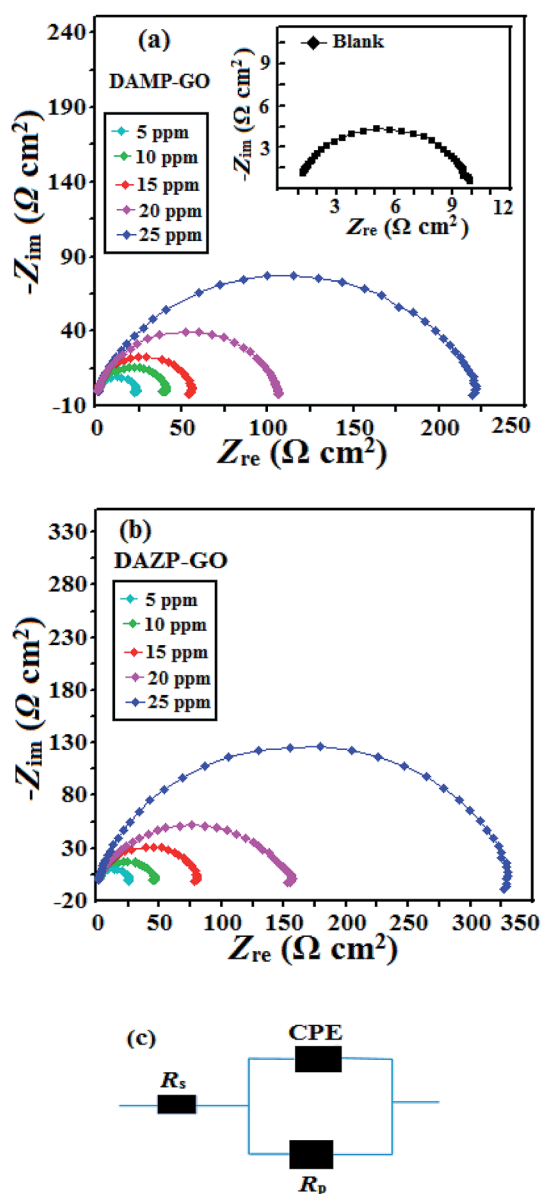 (a)
DAMP-GO
5 ppm
10 ppm
15 ppm
20 ppm
25 ppm
Blank
-Zim (Ω cm²)
9
6
3
3 6 9 12
Zre (Ω cm²)
-Zim (Ω cm²)
240
190
140
90
40
-10
0 50 100 150 200 250
Zre (Ω cm²)
(b)
DAZP-GO
5 ppm
10 ppm
15 ppm
20 ppm
25 ppm
-Zim (Ω cm²)
330
280
230
180
130
80
30
-20
0 50 100 150 200 250 300 350
Zre (Ω cm²)
(c)
CPE
Rs
Rp